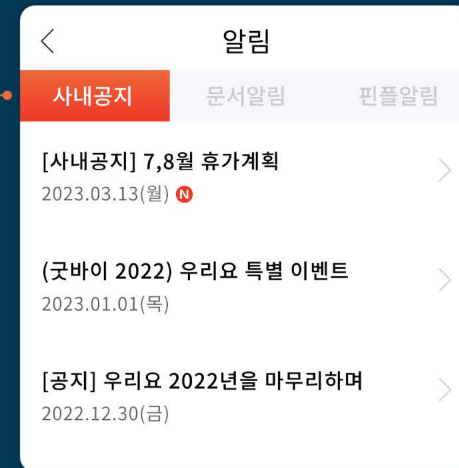 알림
사내공지 문서알림 핀플알림
[사내공지] 7,8월 휴가계획
2023.03.13(월) N
(굿바이 2022) 우리요 특별 이벤트
2023.01.01(목)
[공지] 우리요 2022년을 마무리하며
2022.12.30(금)